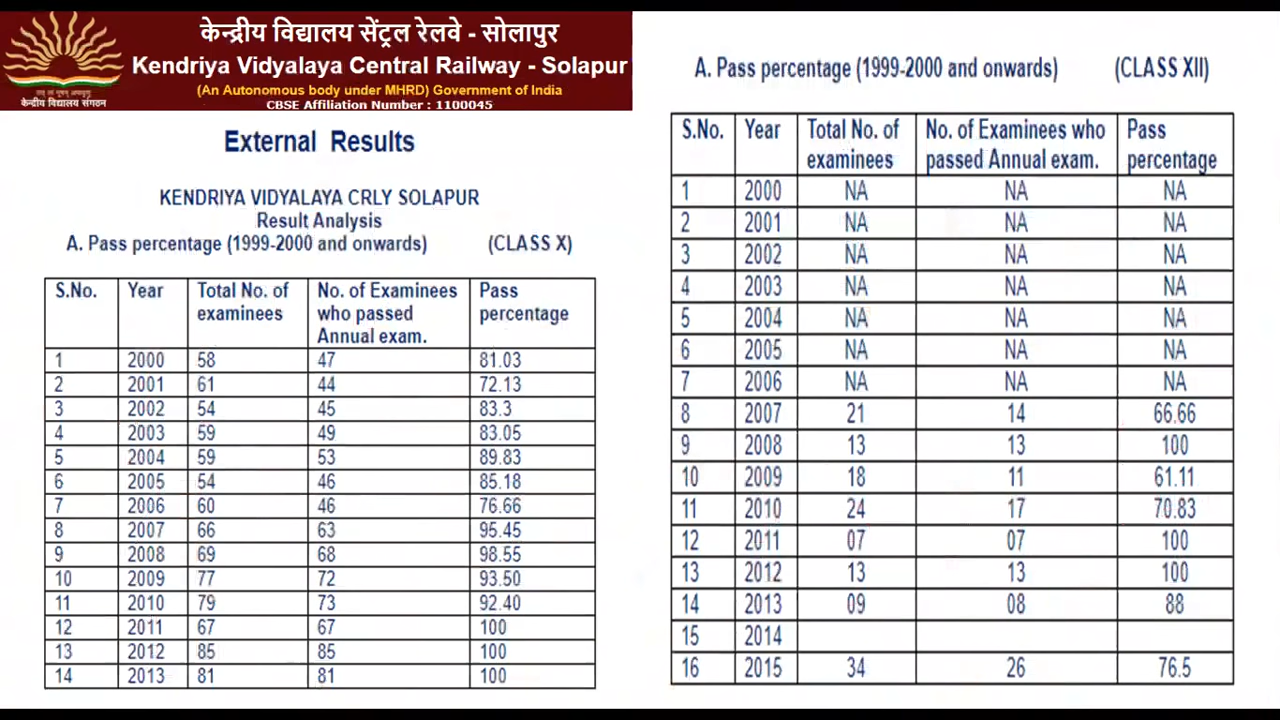 केन्द्रीय विद्यालय सेंट्रल रेलवे - सोलापुर
Kendriya Vidyalaya Central Railway - Solapur
(An Autonomous body under MHRD) Government of India
CBSE Affiliation Number : 1100045
केन्द्रीय विद्यालय संगठन
External Results
KENDRIYA VIDYALAYA CRLY SOLAPUR
Result Analysis
A. Pass percentage (1999-2000 and onwards) (CLASS X)
S.No. Year Total No. of No. of Examinees Pass
examinees who passed percentage
Annual exam.
1 2000 58 47 81.03
2 2001 61 44 72.13
3 2002 54 45 83.3
4 2003 59 49 83.05
5 2004 59 53 89.83
6 2005 54 46 85.18
7 2006 60 46 76.66
8 2007 66 63 95.45
9 2008 69 68 98.55
10 2009 77 72 93.50
11 2010 79 73 92.40
12 2011 67 67 100
13 2012 85 85 100
14 2013 81 81 100
A. Pass percentage (1999-2000 and onwards) (CLASS XII)
S.No. Year Total No. of No. of Examinees who Pass
examinees passed Annual exam. percentage
1 2000 NA NA NA
2 2001 NA NA NA
3 2002 NA NA NA
4 2003 NA NA NA
5 2004 NA NA NA
6 2005 NA NA NA
7 2006 NA NA NA
8 2007 21 14 66.66
9 2008 13 13 100
10 2009 18 11 61.11
11 2010 24 17 70.83
12 2011 07 07 100
13 2012 13 13 100
14 2013 09 08 88
15 2014
16 2015 34 26 76.5